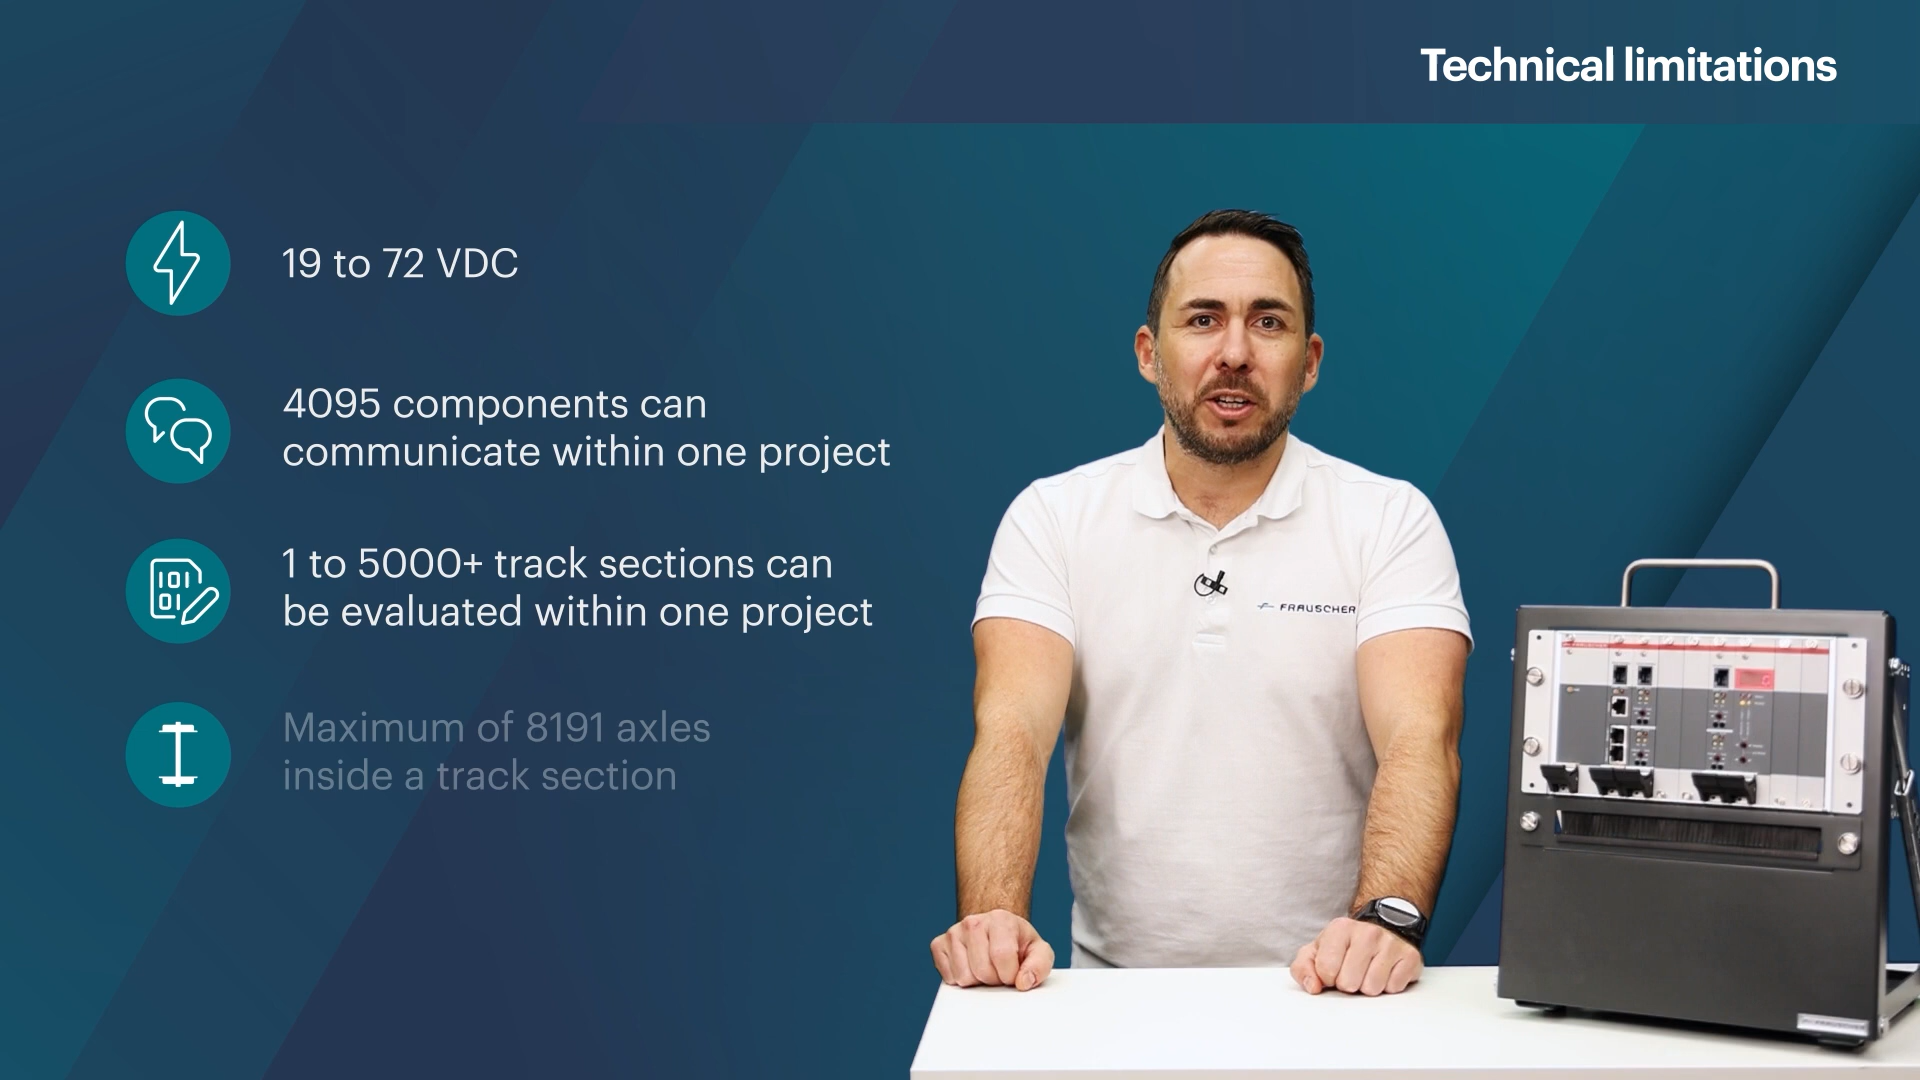 Technical limitations
19 to 72 VDC
4095 components can
communicate within one project
1 to 5000+ track sections can
be evaluated within one project
Maximum of 8191 axles
inside a track section
FRAUSCHER